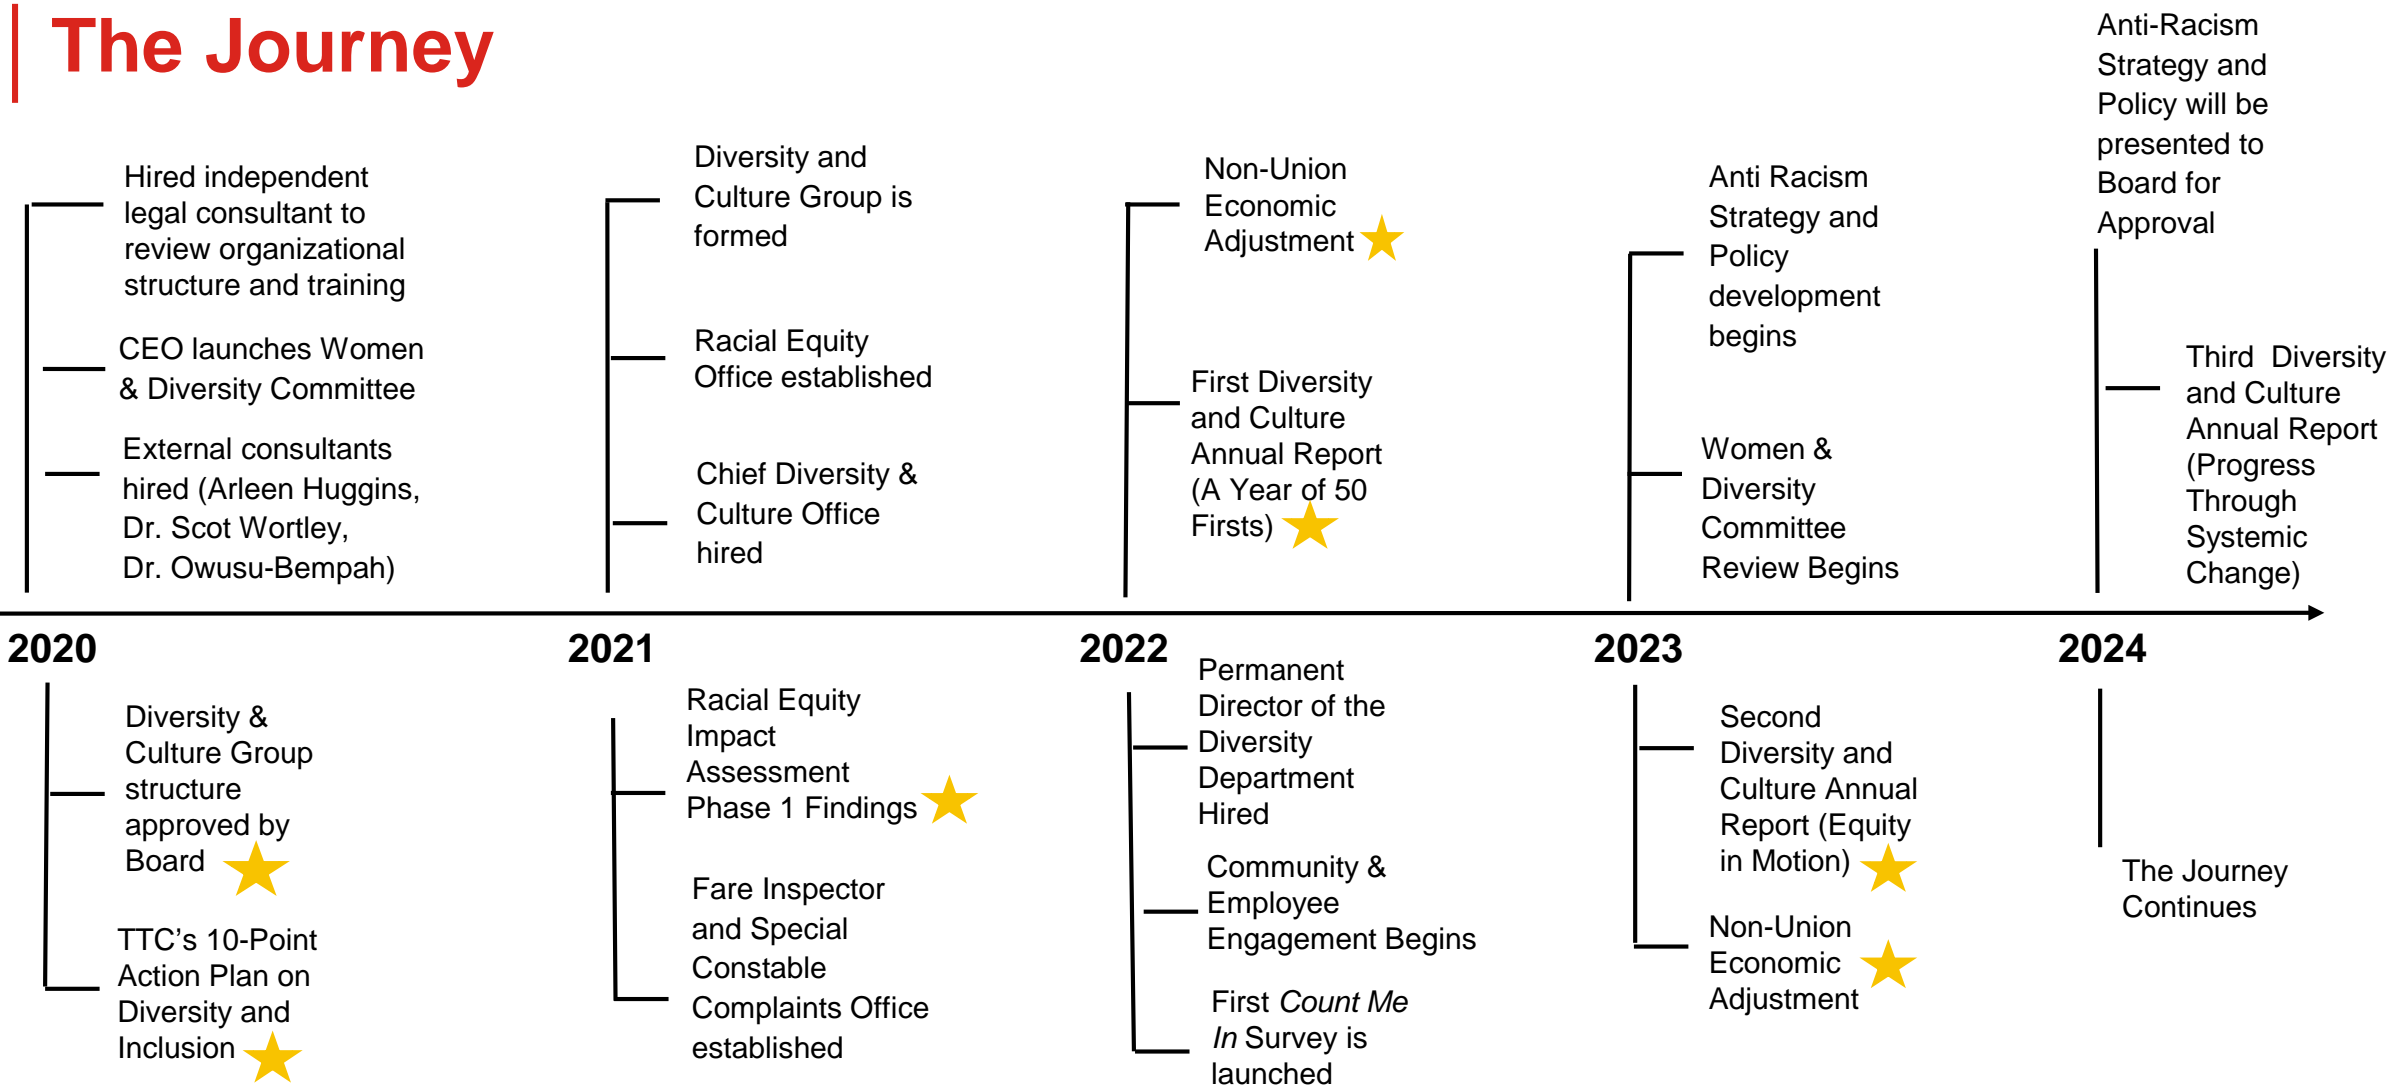 The Journey
Hired independent
legal consultant to
review organizational
structure and training
CEO launches Women
& Diversity Committee
External consultants
hired (Arleen Huggins,
Dr. Scot Wortley,
Dr. Owusu-Bempah)
Diversity and
Culture Group is
formed
Racial Equity
Office established
Chief Diversity &
Culture Office
hired
Non-Union
Economic
Adjustment
First Diversity
and Culture
Annual Report
(A Year of 50
Firsts)
Anti Racism
Strategy and
Policy
development
begins
Women &
Diversity
Committee
Review Begins
Anti-Racism
Strategy and
Policy will be
presented to
Board for
Approval
Third Diversity
and Culture
Annual Report
(Progress
Through
Systemic
Change)
2020
2021
2022
2023
2024
Diversity &
Culture Group
structure
approved by
Board
TTC’s 10-Point
Action Plan on
Diversity and
Inclusion
Racial Equity
Impact
Assessment
Phase 1 Findings
Fare Inspector
and Special
Constable
Complaints Office
established
Permanent
Director of the
Diversity
Department
Hired
Community &
Employee
Engagement Begins
First Count Me
In Survey is
launched
Second
Diversity and
Culture Annual
Report (Equity
in Motion)
Non-Union
Economic
Adjustment
The Journey
Continues